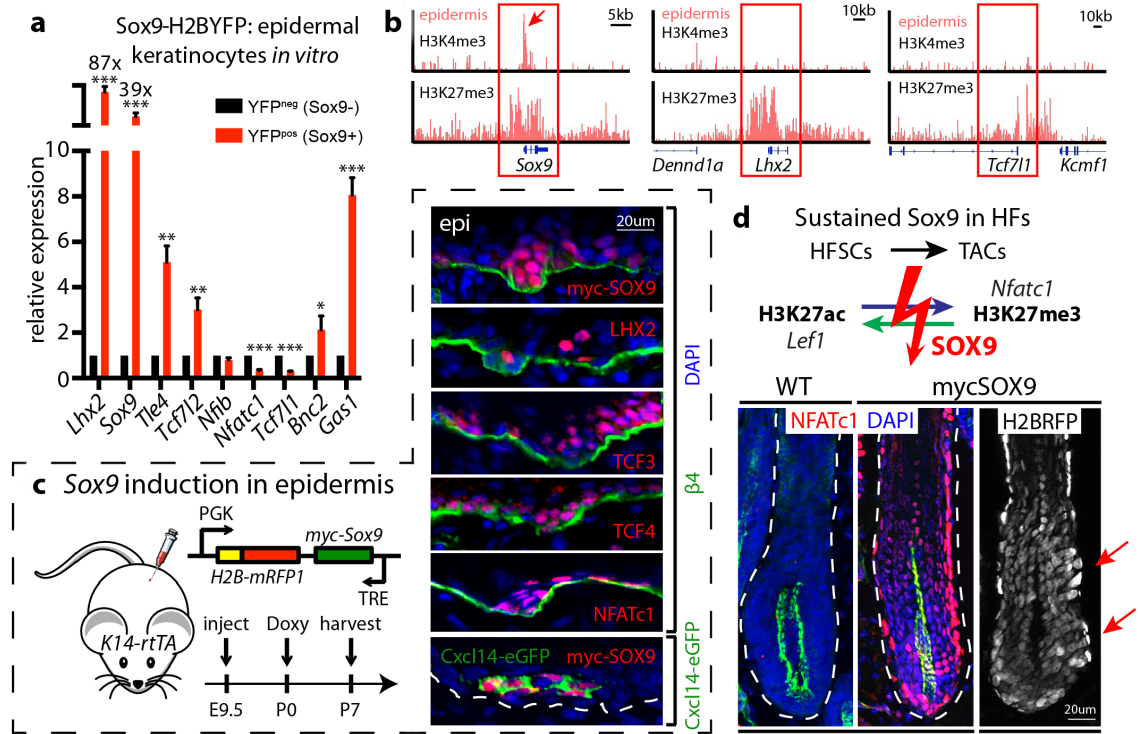 a
Sox9-H2BYFP: epidermal
keratinocytes in vitro
87x
***
39x
***
YFPneg (Sox9-)
YFPpos (Sox9+)
relative expression
10
8
6
4
2
0
**
**
***
***
*
***
Lhx2
Sox9
Tle4
Tcf7l2
Nfib
Nfatc1
Tcf7l1
Bnc2
Gas1
b
epidermis
5kb
H3K4me3
H3K27me3
Sox9
epidermis
10kb
H3K4me3
H3K27me3
Dennd1a
Lhx2
epidermis
10kb
H3K4me3
H3K27me3
Tcf7l1
Kcmf1
c
Sox9 induction in epidermis
PGK
myc-Sox9
H2B-mRFP1
TRE
K14-rtTA
inject
Doxy
harvest
E9.5
P0
P7
epi
20um
myc-SOX9
LHX2
TCF3
TCF4
NFATc1
Cxcl14-eGFP
myc-SOX9
DAPI
β4
Cxcl14-eGFP
d
Sustained Sox9 in HFs
HFSCs
TACs
Nfatc1
H3K27ac
H3K27me3
Lef1
SOX9
WT
mycSOX9
NFATc1 DAPI
H2BRFP
20um